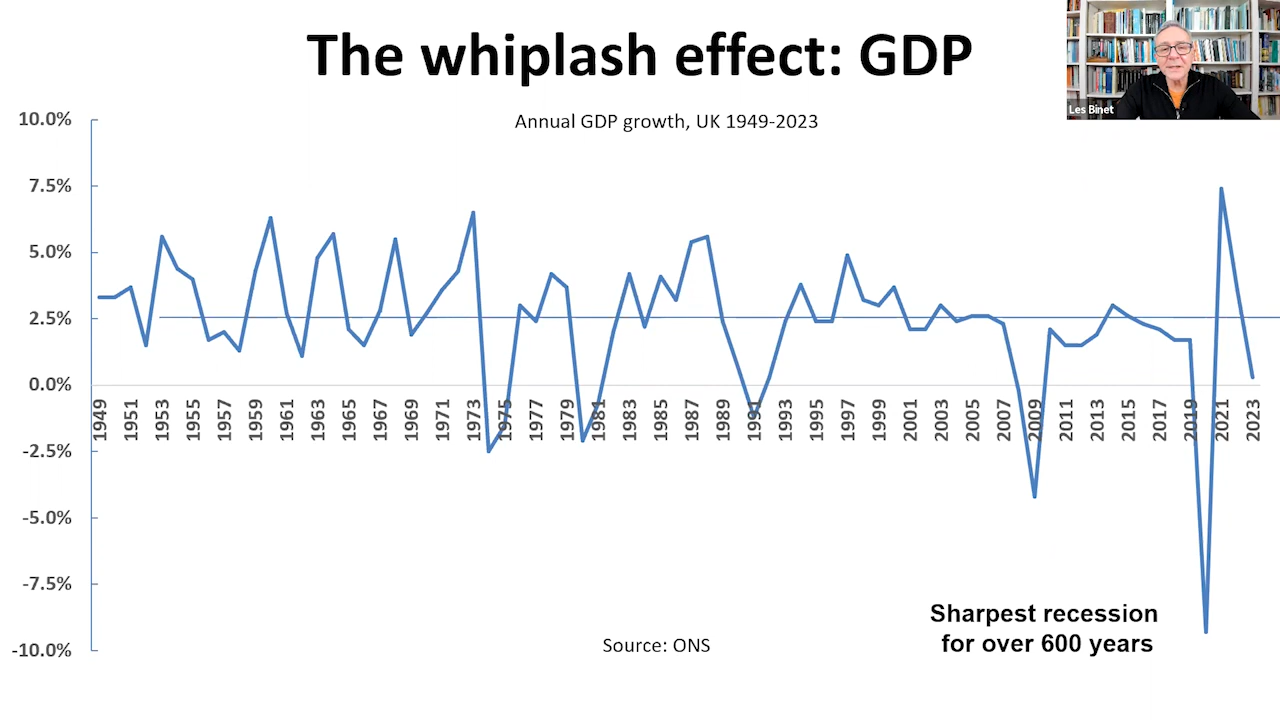 The whiplash effect: GDP
Les Binet
Annual GDP growth, UK 1949-2023
10.0%
7.5%
5.0%
2.5%
0.0%
-2.5%
-5.0%
-7.5%
-10.0%
1949 1951 1953 1955 1957 1959 1961 1963 1965 1967 1969 1971 1973 1975 1977 1979 1981 1983 1985 1987 1989 1991 1993 1995 1997 1999 2001 2003 2005 2007 2009 2011 2013 2015 2017 2019 2021 2023
Sharpest recession
for over 600 years
Source: ONS